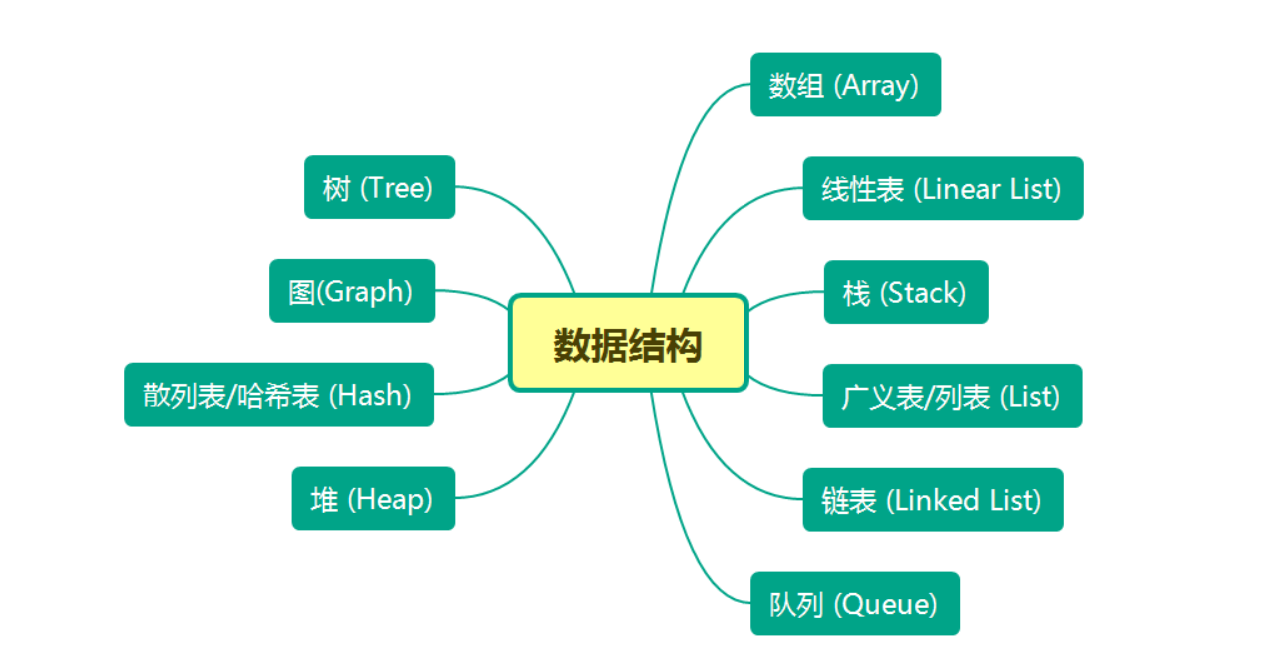 数据结构
数组 (Array)
线性表 (Linear List)
栈 (Stack)
广义表/列表 (List)
链表 (Linked List)
队列 (Queue)
树 (Tree)
图(Graph)
散列表/哈希表 (Hash)
堆 (Heap)